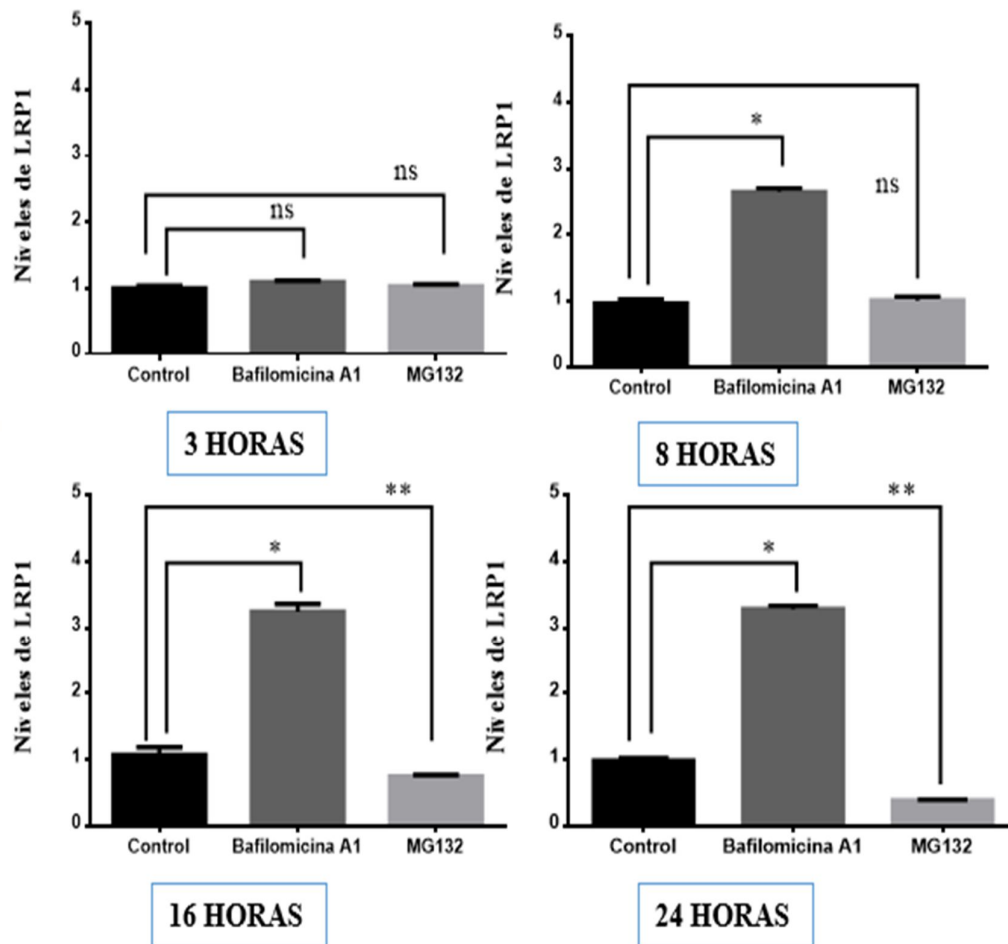 Niveles de LRP1
5
4
3
2
1
0
ns
ns
Control
Bafilomicina A1
MG132
3 HORAS
Niveles de LRP1
5
4
3
2
1
0
*
ns
Control
Bafilomicina A1
MG132
8 HORAS
Niveles de LRP1
5
4
3
2
1
0
**
*
Control
Bafilomicina A1
MG132
16 HORAS
Niveles de LRP1
5
4
3
2
1
0
**
*
Control
Bafilomicina A1
MG132
24 HORAS